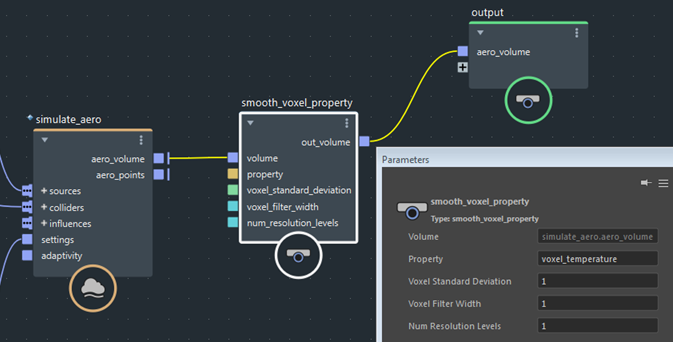 output
aero_volume
smooth_voxel_property
out_volume
volume
property
voxel_standard_deviation
voxel_filter_width
num_resolution_levels
simulate_aero
aero_volume
aero_points
sources
colliders
influences
settings
adaptivity
Parameters
smooth_voxel_property
Type: smooth_voxel_property
Volume simulate_aero.aero_volume
Property voxel_temperature
Voxel Standard Deviation 1
Voxel Filter Width 1
Num Resolution Levels 1